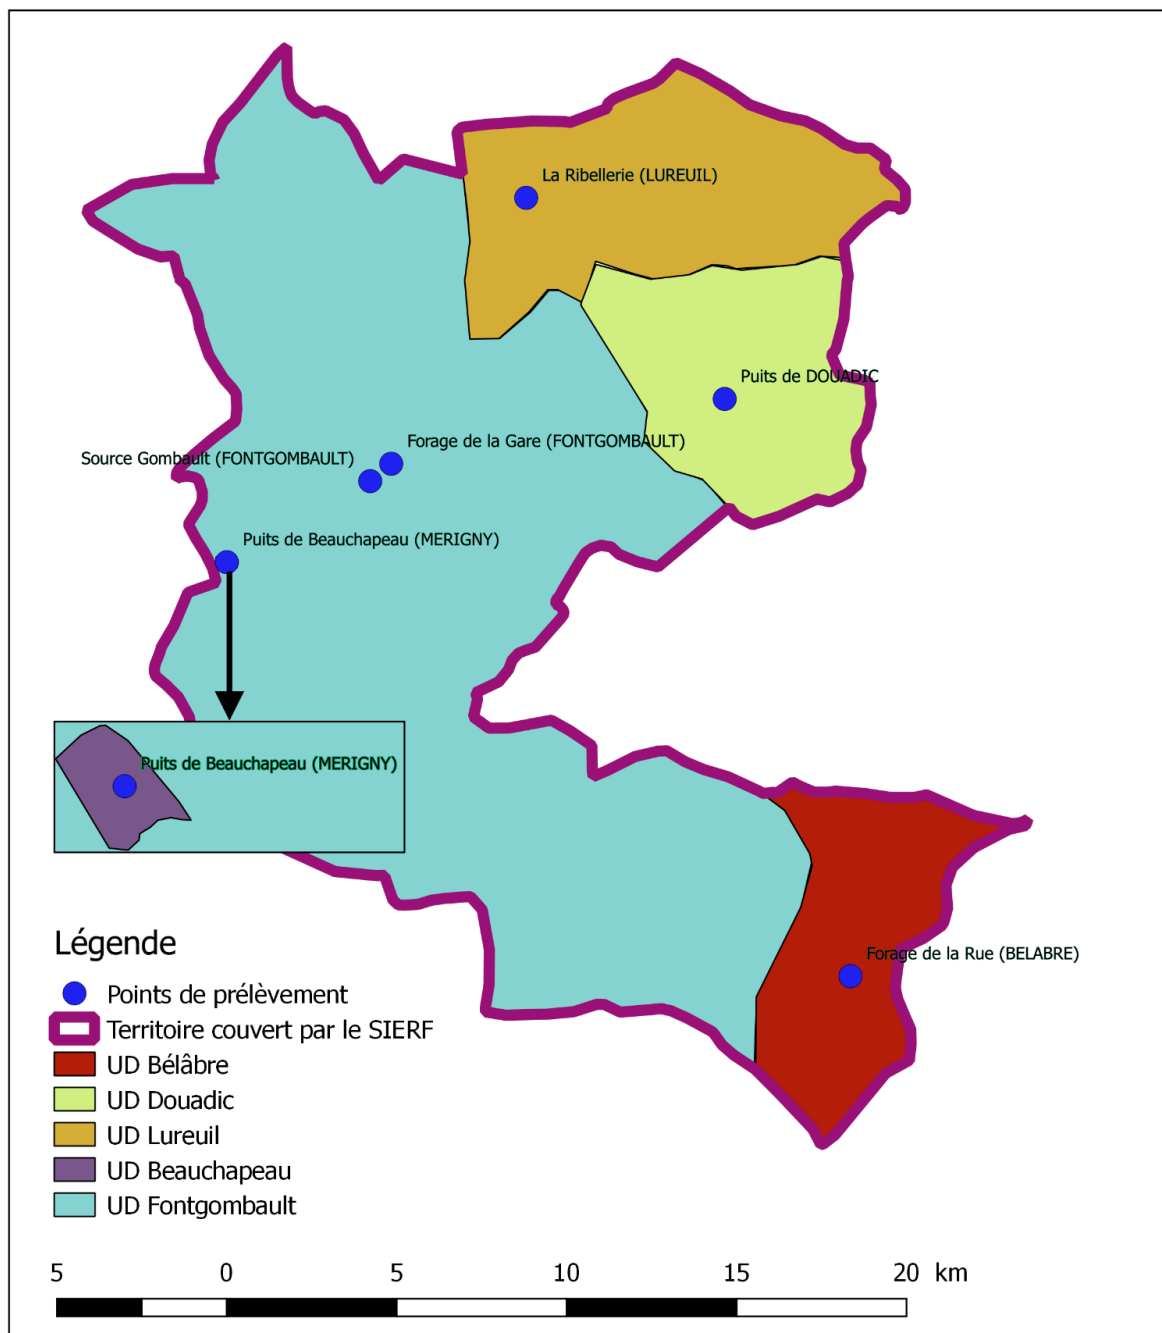 La Ribellerie (LUREUIL)
Puits de DOUADIC
Forage de la Gare (FONTGOMBAULT)
Source Gombault (FONTGOMBAULT)
Puits de Beauchapeau (MERIGNY)
Puits de Beauchapeau (MERIGNY)
Forage de la Rue (BELABRE)
Légende
Points de prélèvement
Territoire couvert par le SIERF
UD Bélâbre
UD Douadic
UD Lureuil
UD Beauchapeau
UD Fontgombault
5 0 5 10 15 20 km